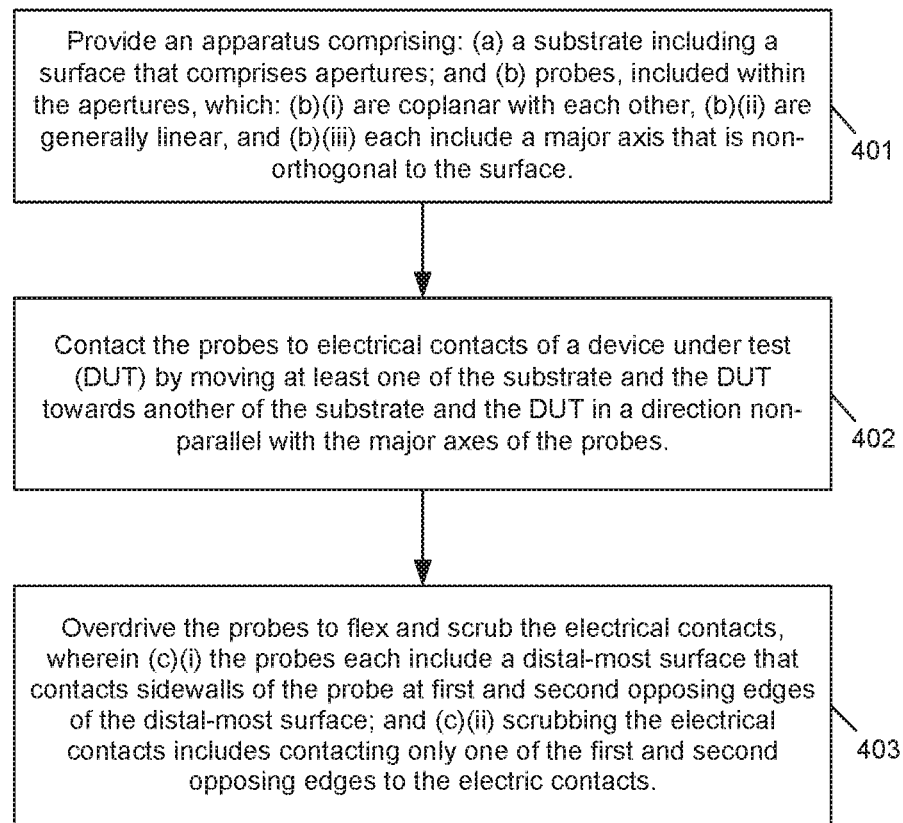 Provide an apparatus comprising: (a) a substrate including a
surface that comprises apertures; and (b) probes, included within
the apertures, which: (b)(i) are coplanar with each other, (b)(ii) are
generally linear, and (b)(iii) each include a major axis that is non-
orthogonal to the surface.
401
Contact the probes to electrical contacts of a device under test
(DUT) by moving at least one of the substrate and the DUT
towards another of the substrate and the DUT in a direction non-
parallel with the major axes of the probes.
402
Overdrive the probes to flex and scrub the electrical contacts,
wherein (c)(i) the probes each include a distal-most surface that
contacts sidewalls of the probe at first and second opposing edges
of the distal-most surface; and (c)(ii) scrubbing the electrical
contacts includes contacting only one of the first and second
opposing edges to the electric contacts.
403